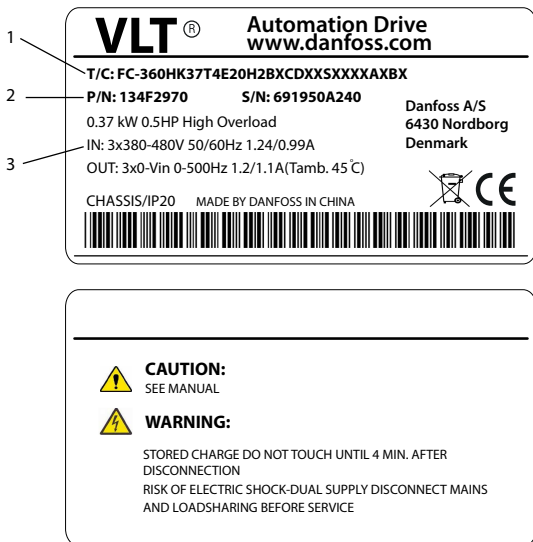 VLT ®
Automation Drive
www.danfoss.com
1
T/C: FC-360HK37T4E20H2BXCDXXSXXXXAXBX
2
P/N: 134F2970 S/N: 691950A240
0.37 kW 0.5HP High Overload
3
IN: 3x380-480V 50/60Hz 1.24/0.99A
OUT: 3x0-Vin 0-500Hz 1.2/1.1A(Tamb. 45˚C)
Danfoss A/S
6430 Nordborg
Denmark
CHASSIS/IP20 MADE BY DANFOSS IN CHINA
CE
CAUTION:
SEE MANUAL
WARNING:
STORED CHARGE DO NOT TOUCH UNTIL 4 MIN. AFTER
DISCONNECTION
RISK OF ELECTRIC SHOCK-DUAL SUPPLY DISCONNECT MAINS
AND LOADSHARING BEFORE SERVICE